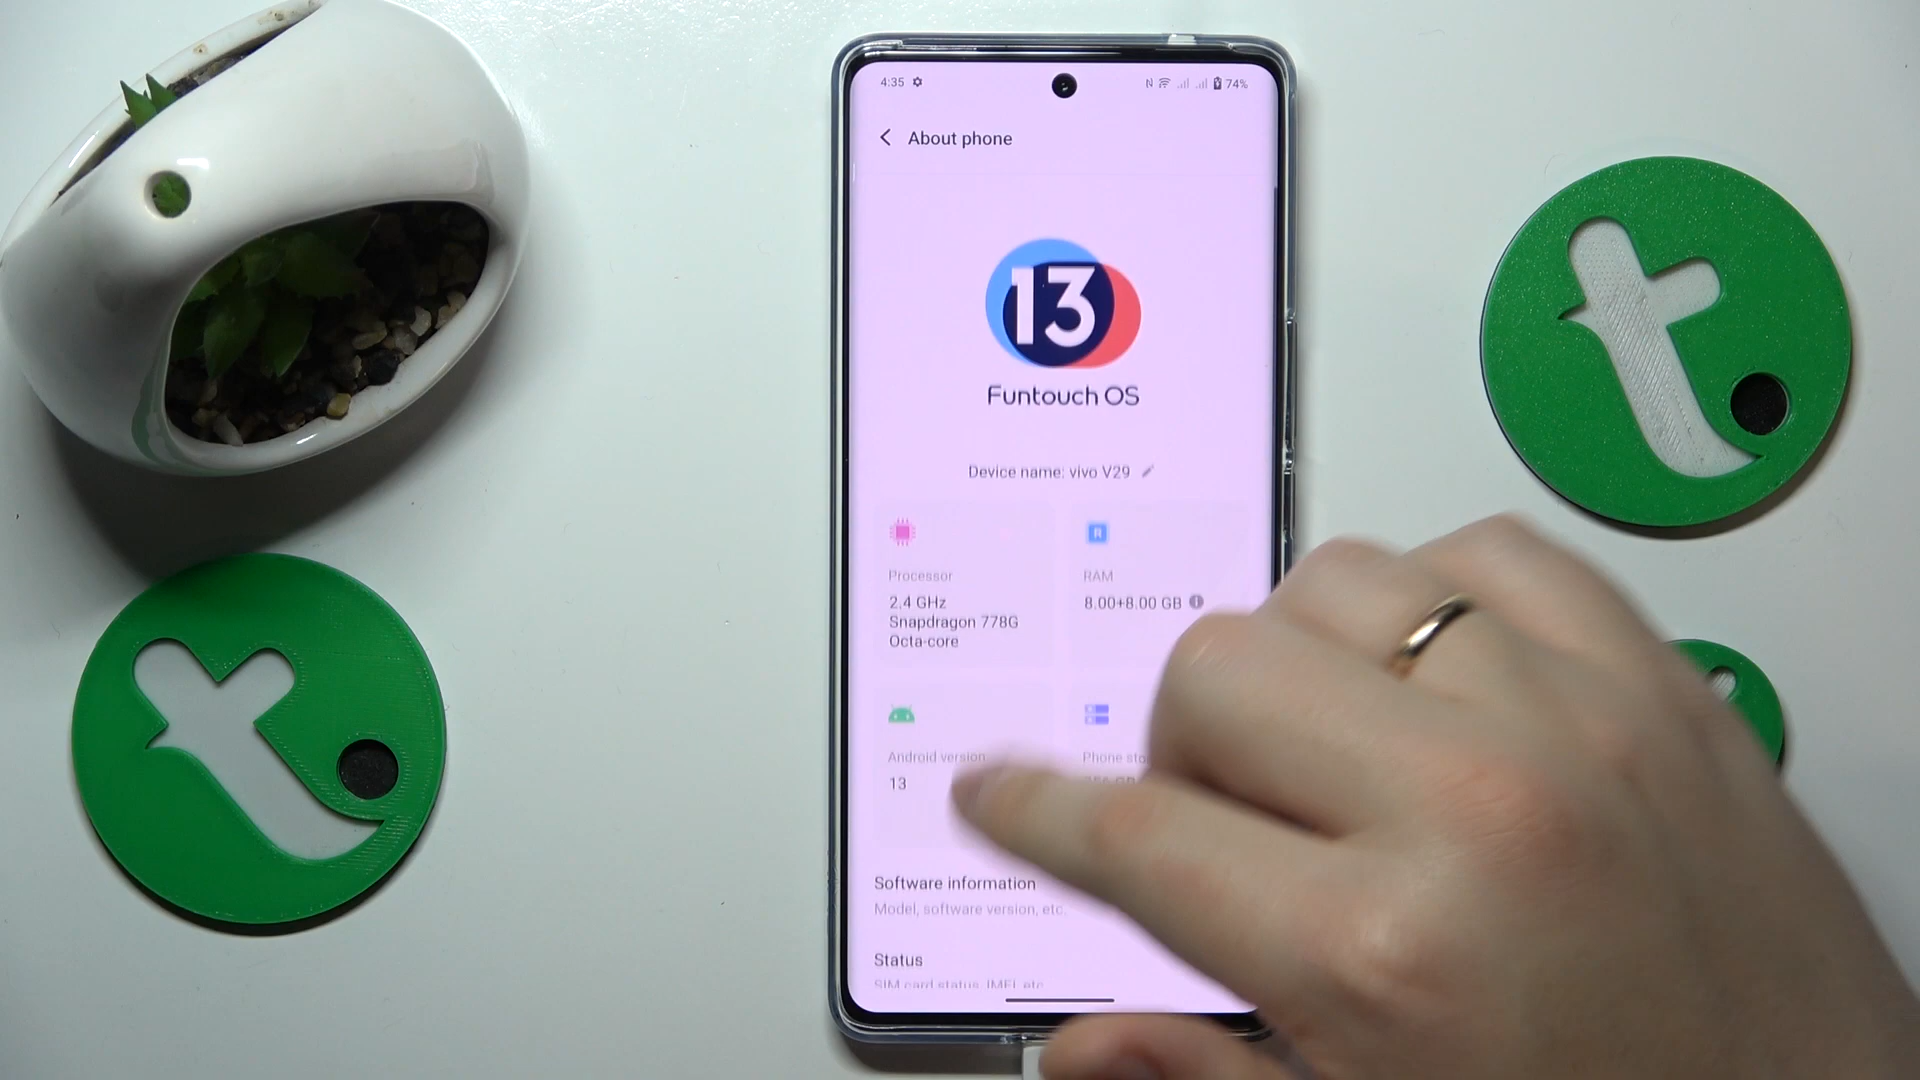 4:35 N 74%
About phone
13
Funtouch OS
Device name: vivo V29
R
Processor
RAM
2.4 GHz
8.00+8.00 GB
Snapdragon 778G
Octa-core
Android version
Phone
13
Software information
Model, software version, etc.
Status
SIM card status, IMEI, etc.
t
t